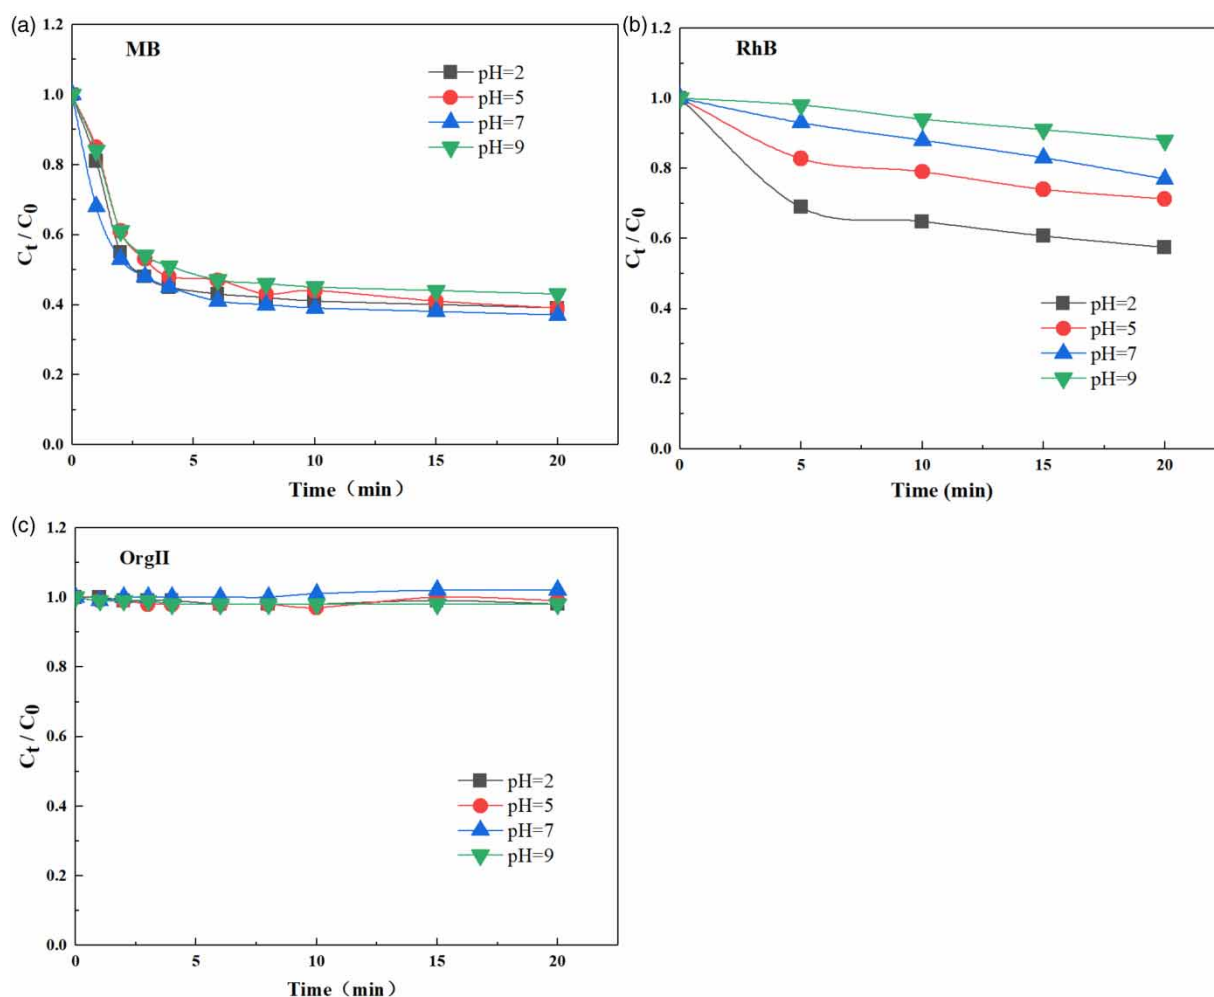 (a)
1.2
MB
pH=2
pH=5
pH=7
pH=9
1.0
0.8
0.6
0.4
0.2
0.0
Ct / C0
0 5 10 15 20
Time（min）
(b)
1.2
RhB
1.0
0.8
0.6
0.4
0.2
0.0
Ct / C0
pH=2
pH=5
pH=7
pH=9
0 5 10 15 20
Time (min)
(c)
1.2
OrgII
1.0
0.8
0.6
0.4
0.2
0.0
Ct / C0
pH=2
pH=5
pH=7
pH=9
0 5 10 15 20
Time（min）